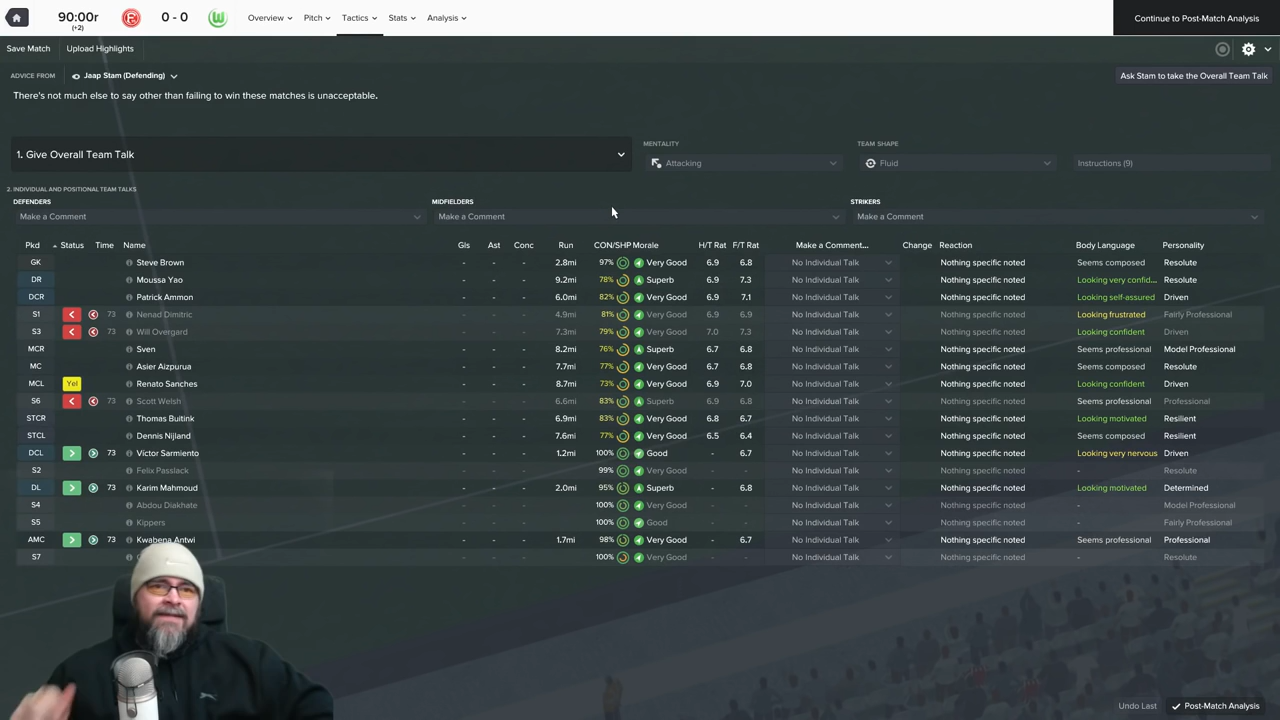 90:00r 0 - 0 Overview Pitch Tactics Stats Analysis Continue to Post-Match Analysis
(+2)
Save Match Upload Highlights
ADVICE FROM Jaap Stam (Defending) Ask Stam to take the Overall Team Talk
There's not much else to say other than failing to win these matches is unacceptable.
MENTALITY TEAM SHAPE
1. Give Overall Team Talk Attacking Fluid Instructions (9)
2. INDIVIDUAL AND POSITIONAL TEAM TALKS
DEFENDERS MIDFIELDERS STRIKERS
Make a Comment Make a Comment Make a Comment
Pkd Status Time Name Gls Ast Conc Run CON/SHP Morale H/T Rat F/T Rat Make a Comment... Change Reaction Body Language Personality
GK Steve Brown - - - 2.8mi 97% Very Good 6.9 6.8 No Individual Talk Nothing specific noted Seems composed Resolute
DR Moussa Yao - - - 9.2mi 78% Superb 6.9 7.3 No Individual Talk Nothing specific noted Looking very confid... Resolute
DCR Patrick Ammon - - - 6.0mi 82% Very Good 6.9 7.1 No Individual Talk Nothing specific noted Looking self-assured Driven
S1 73 Nenad Dimitric - - - 4.9mi 81% Very Good 6.9 6.9 No Individual Talk Nothing specific noted Looking frustrated Fairly Professional
S3 73 Will Overgard - - - 7.3mi 79% Very Good 7.0 7.3 No Individual Talk Nothing specific noted Looking confident Driven
MCR Sven - - - 8.2mi 76% Superb 6.7 6.8 No Individual Talk Nothing specific noted Seems professional Model Professional
MC Asier Aizpurua - - - 7.7mi 77% Very Good 6.7 6.8 No Individual Talk Nothing specific noted Seems composed Resolute
MCL Yel Renato Sanches - - - 8.7mi 73% Very Good 6.9 7.0 No Individual Talk Nothing specific noted Looking confident Driven
S6 73 Scott Welsh - - - 6.6mi 83% Superb 6.9 6.8 No Individual Talk Nothing specific noted Seems professional Professional
STCR Thomas Buitink - - - 6.9mi 83% Very Good 6.8 6.7 No Individual Talk Nothing specific noted Looking motivated Resilient
STCL Dennis Nijland - - - 7.6mi 77% Very Good 6.5 6.4 No Individual Talk Nothing specific noted Seems composed Resilient
DCL 73 Víctor Sarmiento - - - 1.2mi 100% Good - 6.7 No Individual Talk Nothing specific noted Looking very nervous Driven
S2 Felix Passlack - - - 99% Very Good - - No Individual Talk Nothing specific noted - Resolute
DL 73 Karim Mahmoud - - - 2.0mi 95% Superb - 6.8 No Individual Talk Nothing specific noted Looking motivated Determined
S4 Abdou Diakhate - - - 100% Very Good - - No Individual Talk Nothing specific noted - Model Professional
S5 Kippers - - - 100% Good - - No Individual Talk Nothing specific noted - Fairly Professional
AMC 73 Kwabena Antwi - - - 1.7mi 98% Very Good - 6.7 No Individual Talk Nothing specific noted Seems professional Professional
S7 - - - 100% Very Good - - No Individual Talk Nothing specific noted - Resolute
Undo Last Post-Match Analysis